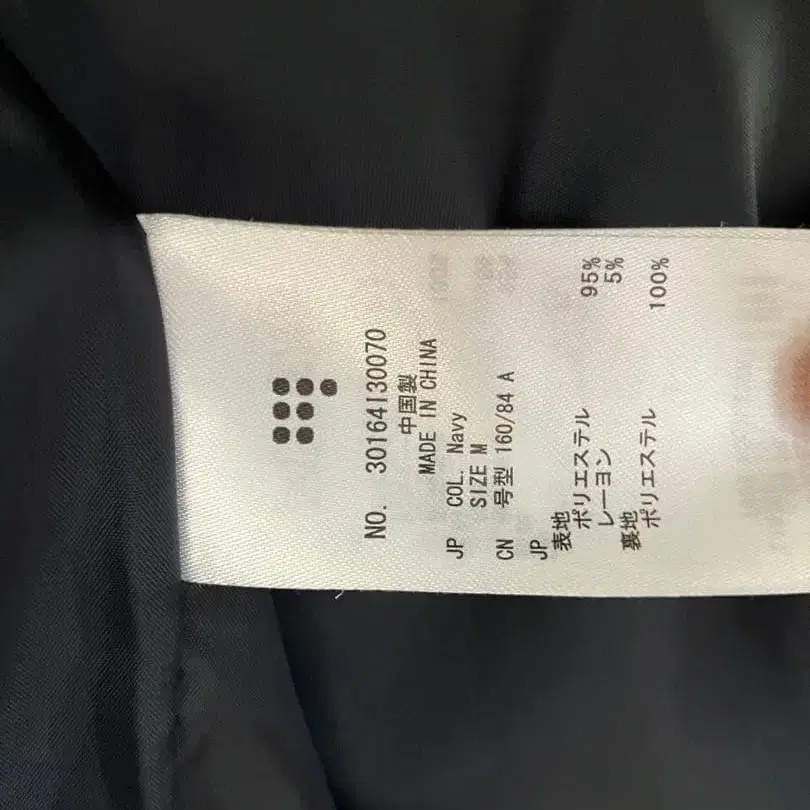 NO. 30164130070
中国製
MADE IN CHINA
JP COL. Navy
SIZE M
CN 号型 160/84 A
JP
表地
ポリエステル 95%
レーヨン 5%
裏地
ポリエステル 100%